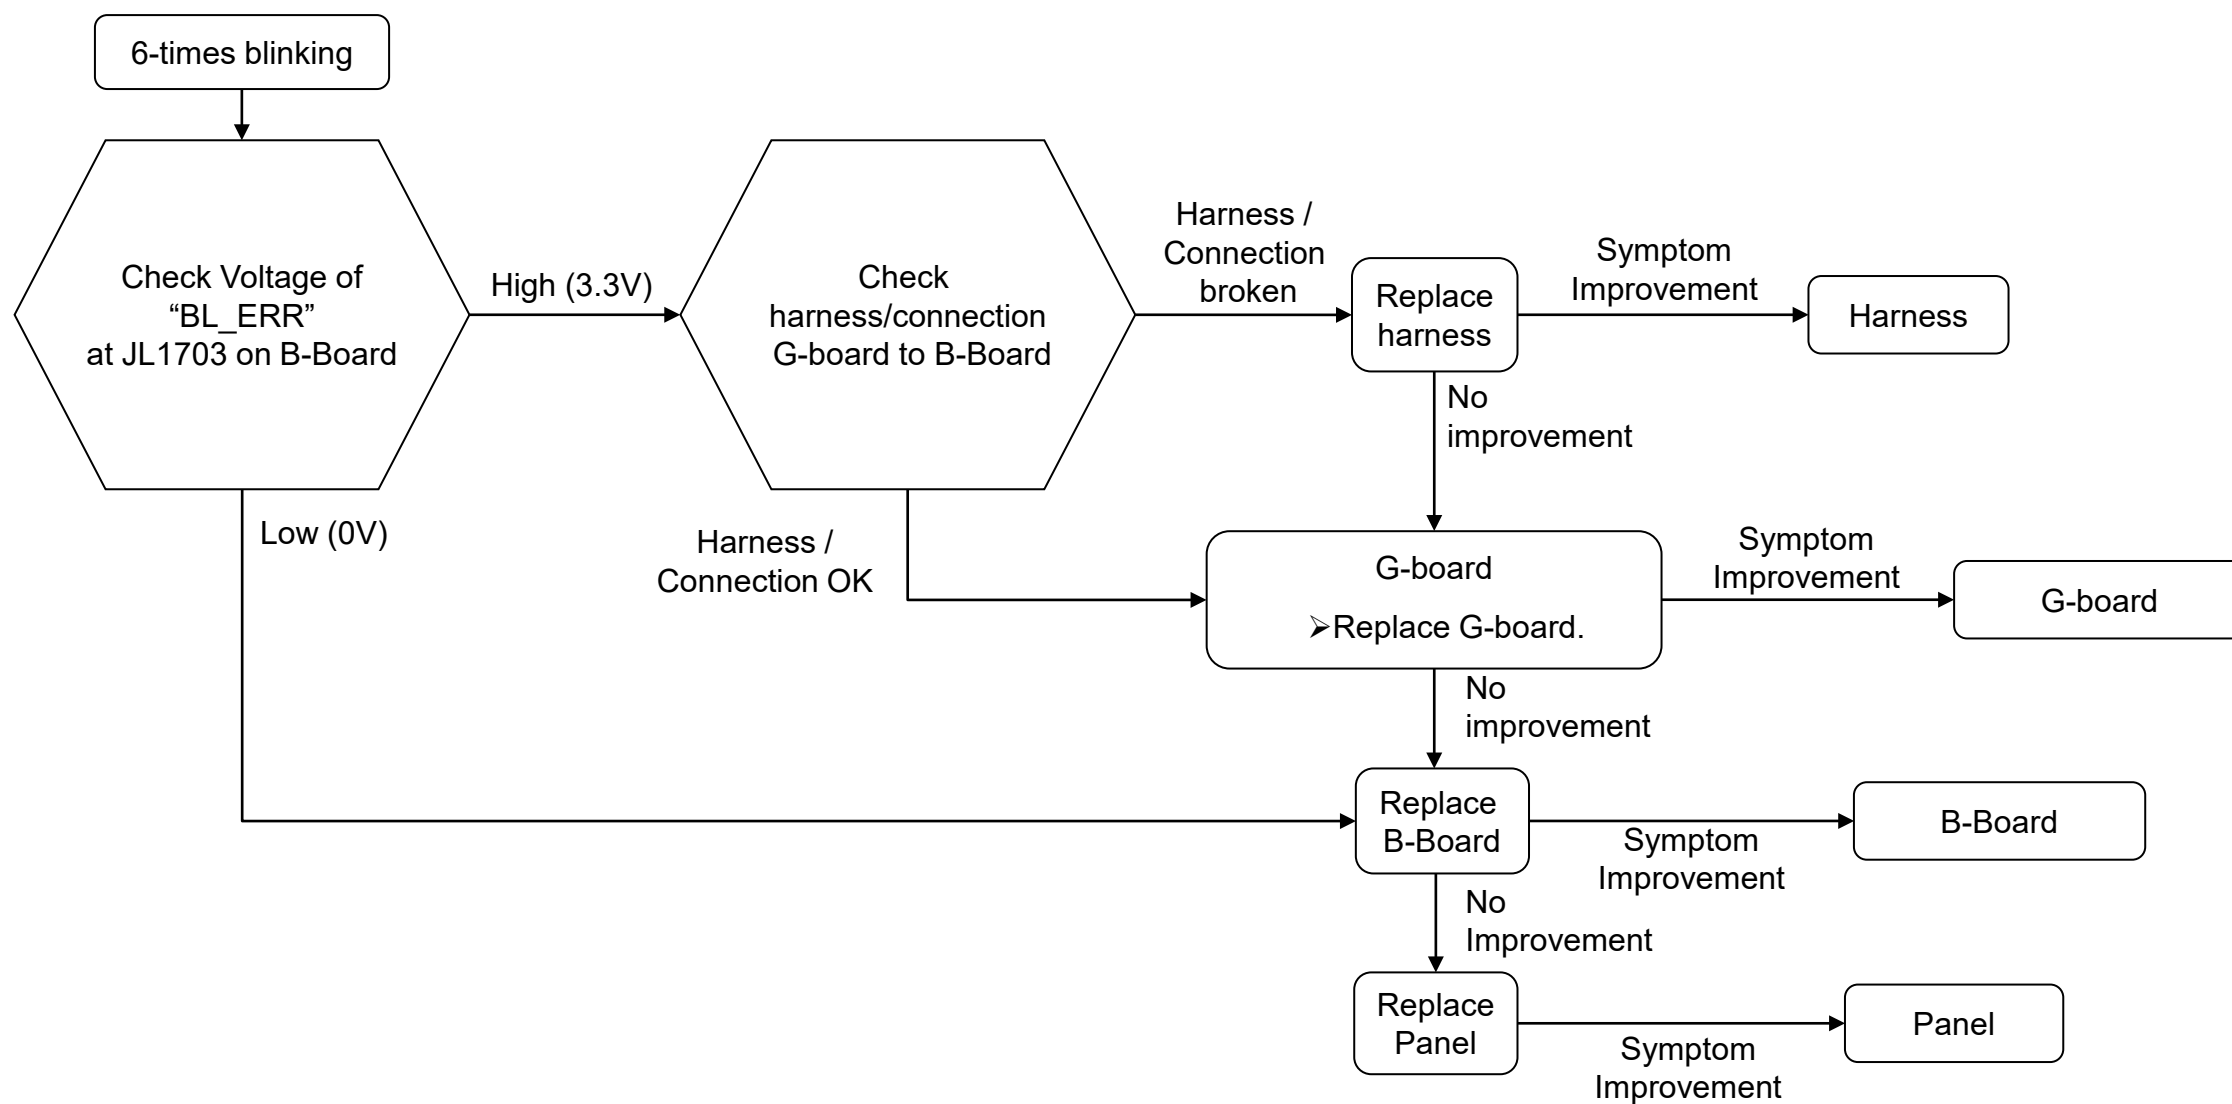 6-times blinking
Check Voltage of
“BL_ERR”
at JL1703 on B-Board
High (3.3V)
Low (0V)
Check
harness/connection
G-board to B-Board
Harness /
Connection
broken
Harness /
Connection OK
Replace
harness
Symptom
Improvement
Harness
No
improvement
G-board
➢Replace G-board.
Symptom
Improvement
G-board
No
improvement
Replace
B-Board
Symptom
Improvement
B-Board
No
Improvement
Replace
Panel
Symptom
Improvement
Panel